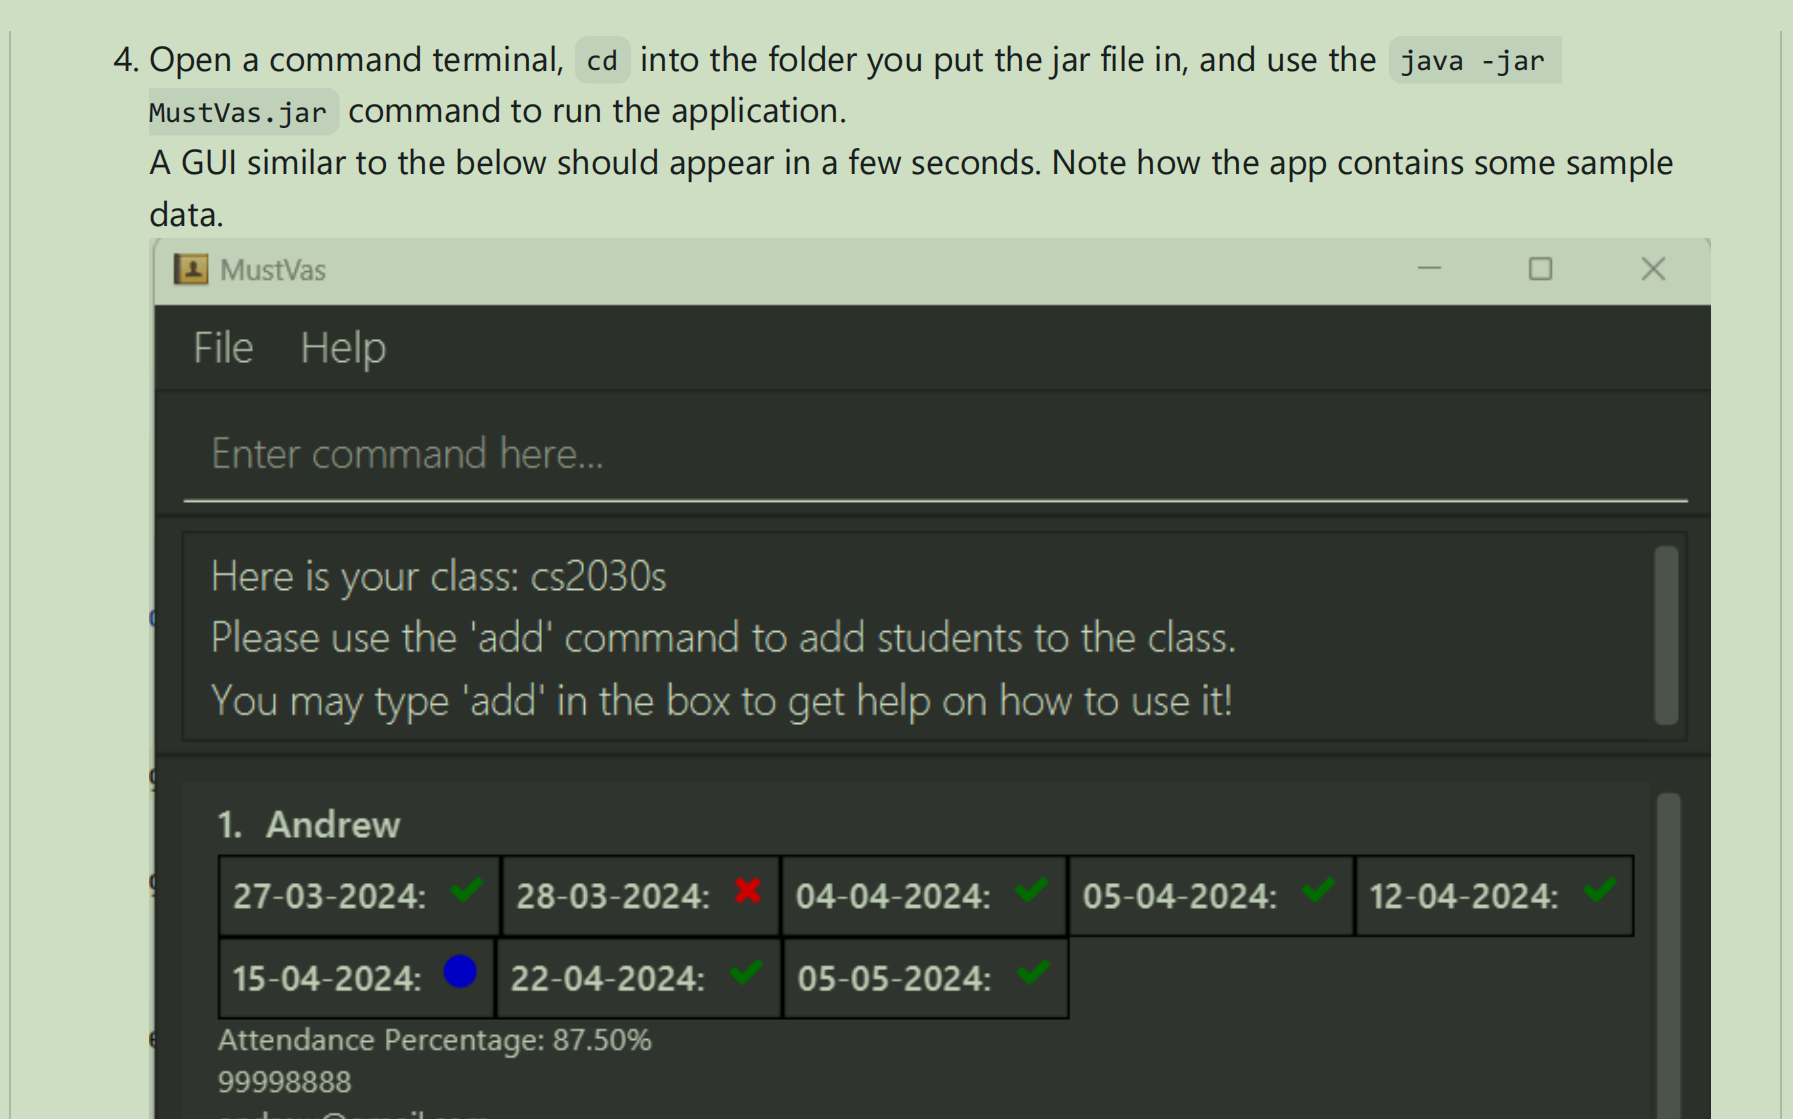 4. Open a command terminal, cd into the folder you put the jar file in, and use the java -jar
MustVas.jar command to run the application.
A GUI similar to the below should appear in a few seconds. Note how the app contains some sample
data.
MustVas
File Help
Enter command here...
Here is your class: cs2030s
Please use the 'add' command to add students to the class.
You may type 'add' in the box to get help on how to use it!
1. Andrew
27-03-2024: 28-03-2024: 04-04-2024: 05-04-2024: 12-04-2024:
15-04-2024: 22-04-2024: 05-05-2024:
Attendance Percentage: 87.50%
99998888